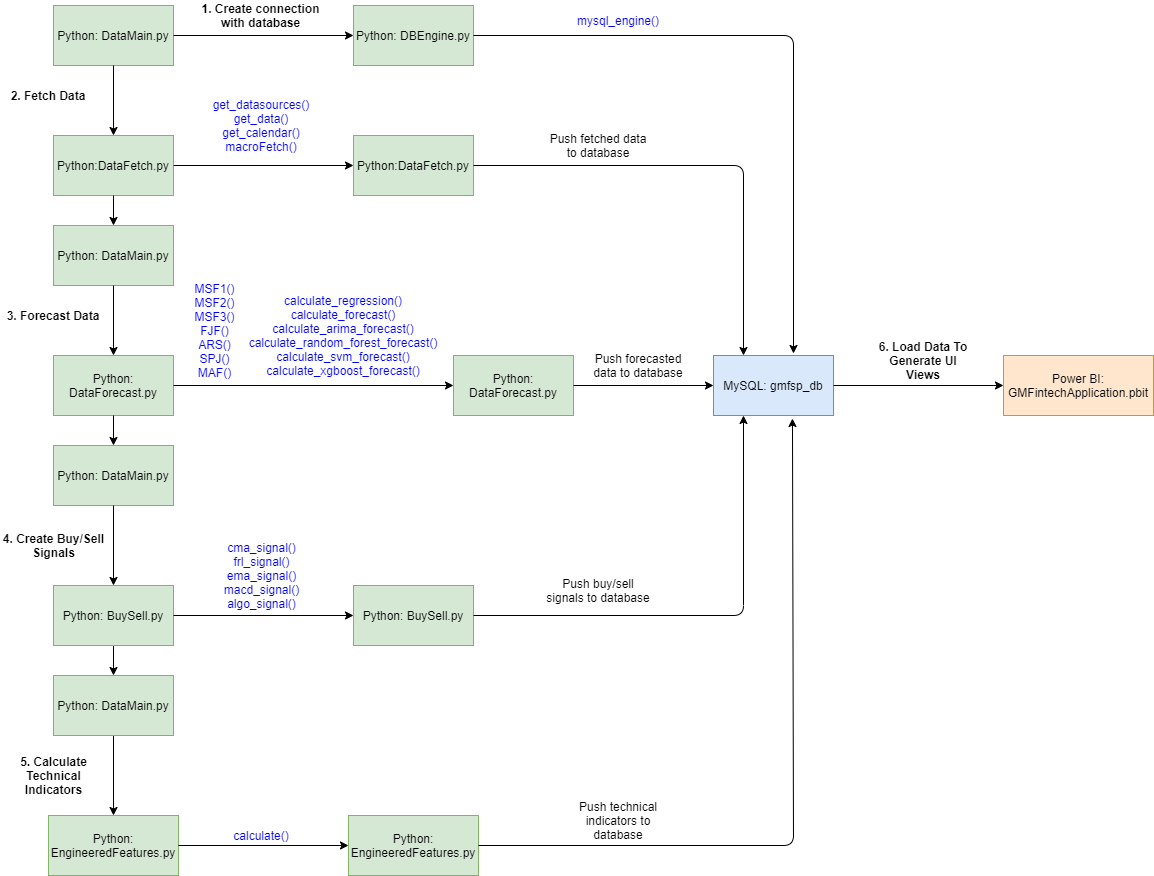 1. Create connection
with database
Python: DataMain.py
Python: DBEngine.py
mysql_engine()
2. Fetch Data
get_datasources()
get_data()
get_calendar()
macroFetch()
Python:DataFetch.py
Python:DataFetch.py
Push fetched data
to database
Python: DataMain.py
3. Forecast Data
MSF1()
MSF2()
MSF3()
FJF()
ARS()
SPJ()
MAF()
calculate_regression()
calculate_forecast()
calculate_arima_forecast()
calculate_random_forest_forecast()
calculate_svm_forecast()
calculate_xgboost_forecast()
Python:
DataForecast.py
Python:
DataForecast.py
Push forecasted
data to database
MySQL: gmfsp_db
6. Load Data To
Generate UI
Views
Power BI:
GMFintechApplication.pbit
Python: DataMain.py
4. Create Buy/Sell
Signals
cma_signal()
frl_signal()
ema_signal()
macd_signal()
algo_signal()
Python: BuySell.py
Python: BuySell.py
Push buy/sell
signals to database
Python: DataMain.py
5. Calculate
Technical
Indicators
Python:
EngineeredFeatures.py
calculate()
Python:
EngineeredFeatures.py
Push technical
indicators to
database